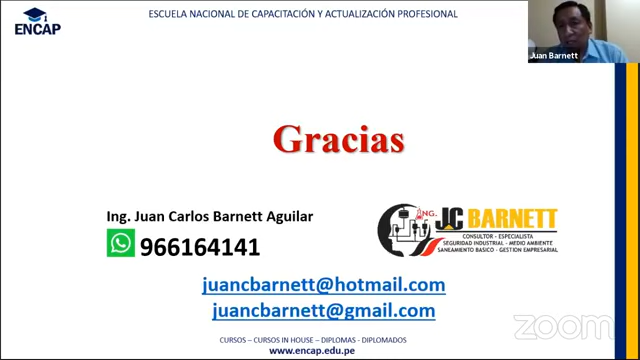 ESCUELA NACIONAL DE CAPACITACIÓN Y ACTUALIZACIÓN PROFESIONAL
ENCAP
Juan Barnett
Gracias
Ing. Juan Carlos Barnett Aguilar
966164141
ING. JC BARNETT
CONSULTOR - ESPECIALISTA
SEGURIDAD INDUSTRIAL - MEDIO AMBIENTE
SANEAMIENTO BASICO - GESTION EMPRESARIAL
juancbarnett@hotmail.com
juancbarnett@gmail.com
zoom
CURSOS – CURSOS IN HOUSE – DIPLOMAS - DIPLOMADOS
www.encap.edu.pe